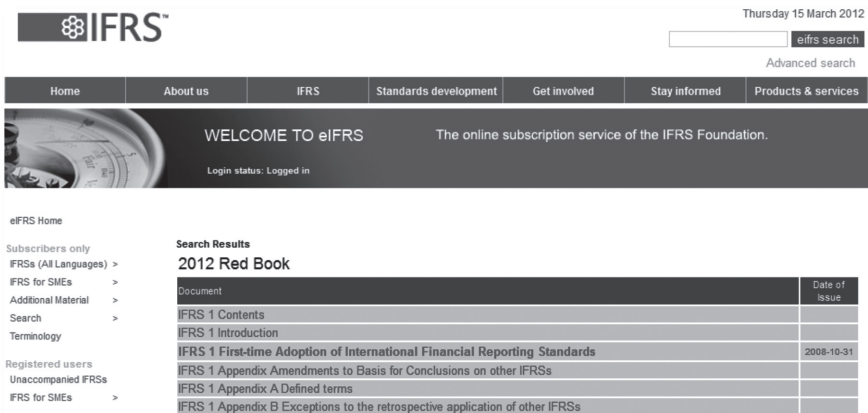 Thursday 15 March 2012
IFRS™
eifrs search
Advanced search
Home About us IFRS Standards development Get involved Stay informed Products & services
WELCOME TO eIFRS The online subscription service of the IFRS Foundation.
Login status: Logged in
eIFRS Home
Subscribers only
IFRSs (All Languages) >
IFRS for SMEs >
Additional Material >
Search >
Terminology
Registered users
Unaccompanied IFRSs
IFRS for SMEs >
Search Results
2012 Red Book
Document Date of Issue
IFRS 1 Contents
IFRS 1 Introduction
IFRS 1 First-time Adoption of International Financial Reporting Standards 2008-10-31
IFRS 1 Appendix Amendments to Basis for Conclusions on other IFRSs
IFRS 1 Appendix A Defined terms
IFRS 1 Appendix B Exceptions to the retrospective application of other IFRSs